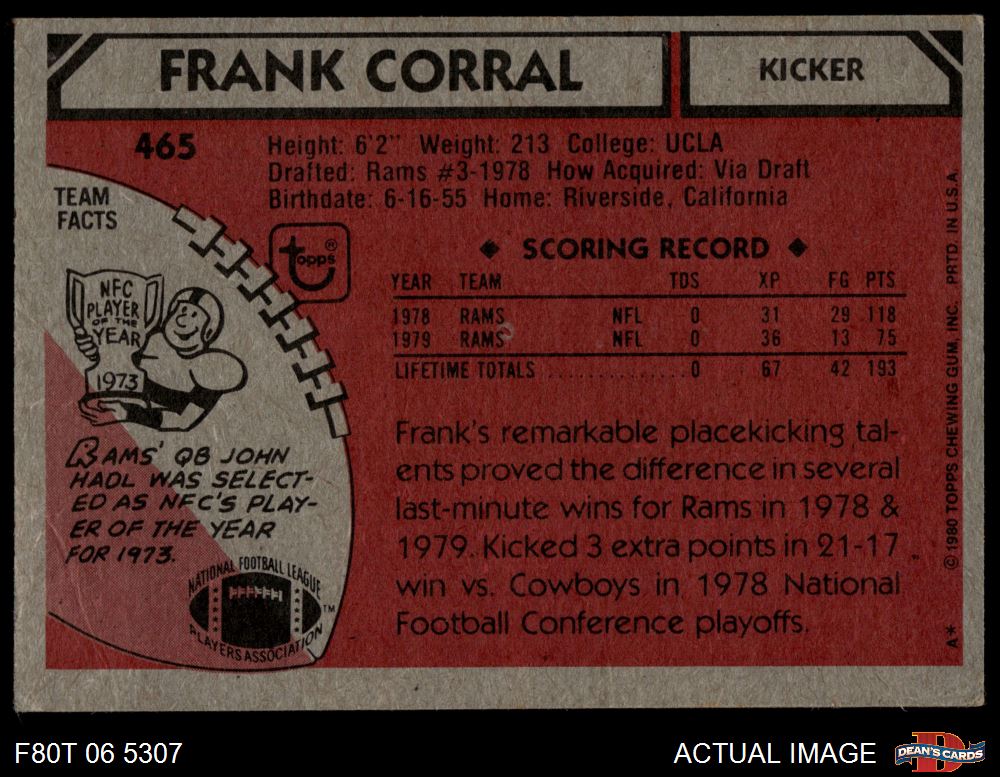 FRANK CORRAL
KICKER
465
Height: 6'2" Weight: 213 College: UCLA
Drafted: Rams #3-1978 How Acquired: Via Draft
Birthdate: 6-16-55 Home: Riverside, California
TEAM
FACTS
topps®
NFC
PLAYER
OF THE
YEAR
1973
RAMS' QB JOHN
HADL WAS SELECT-
ED AS NFC'S PLAY-
ER OF THE YEAR
FOR 1973.
NATIONAL FOOTBALL LEAGUE
PLAYERS ASSOCIATION
TM
◆ SCORING RECORD ◆
YEAR TEAM TDS XP FG PTS
1978 RAMS NFL 0 31 29 118
1979 RAMS NFL 0 36 13 75
LIFETIME TOTALS ..............0 67 42 193
Frank's remarkable placekicking tal-
ents proved the difference in several
last-minute wins for Rams in 1978 &
1979. Kicked 3 extra points in 21-17
win vs. Cowboys in 1978 National
Football Conference playoffs.
A* ©1980 TOPPS CHEWING GUM, INC. PRTD. IN U.S.A.
F80T 06 5307
ACTUAL IMAGE
D
DEAN'S CARDS